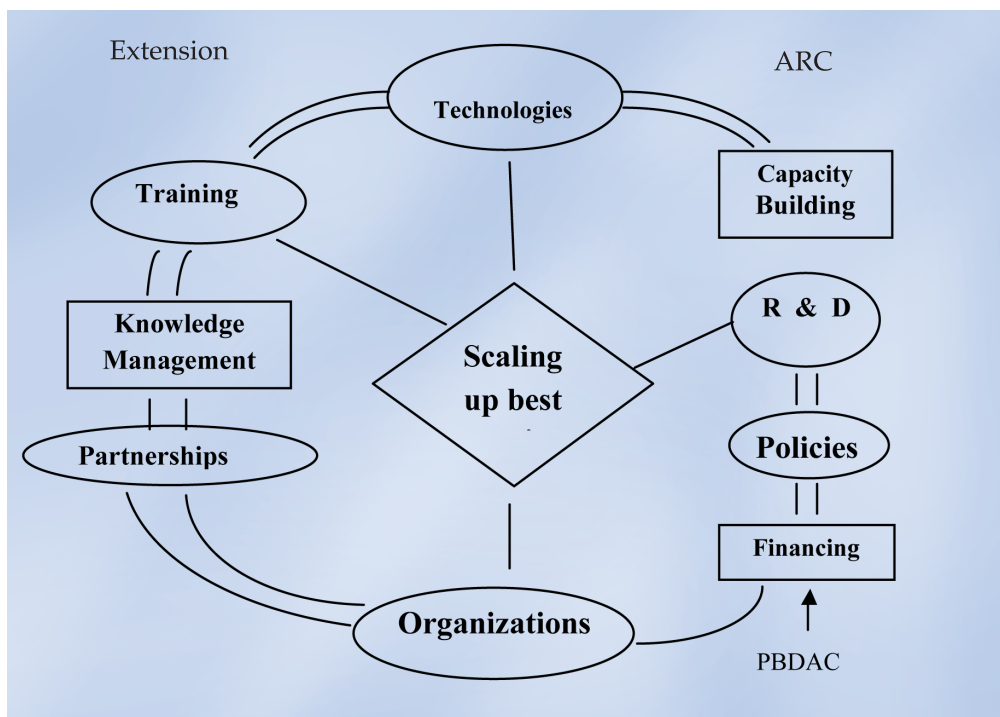 Extension
ARC
Technologies
Training
Capacity
Building
Knowledge
Management
R & D
Scaling
up best
Partnerships
Policies
Financing
Organizations
PBDAC